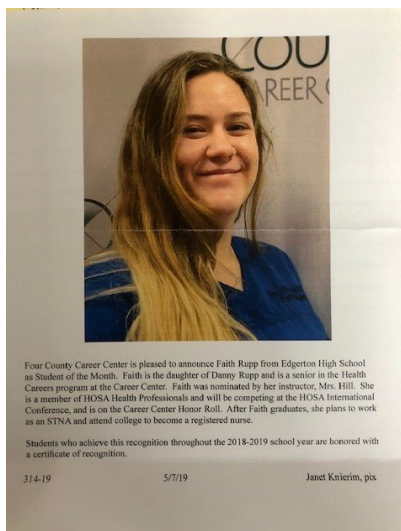 COU
AREER C
Four County Career Center is pleased to announce Faith Rupp from Edgerton High School
as Student of the Month. Faith is the daughter of Danny Rupp and is a senior in the Health
Careers program at the Career Center. Faith was nominated by her instructor, Mrs. Hill. She
is a member of HOSA Health Professionals and will be competing at the HOSA International
Conference, and is on the Career Center Honor Roll. After Faith graduates, she plans to work
as an STNA and attend college to become a registered nurse.
Students who achieve this recognition throughout the 2018-2019 school year are honored with
a certificate of recognition.
314-19 5/7/19 Janet Knierim, pix